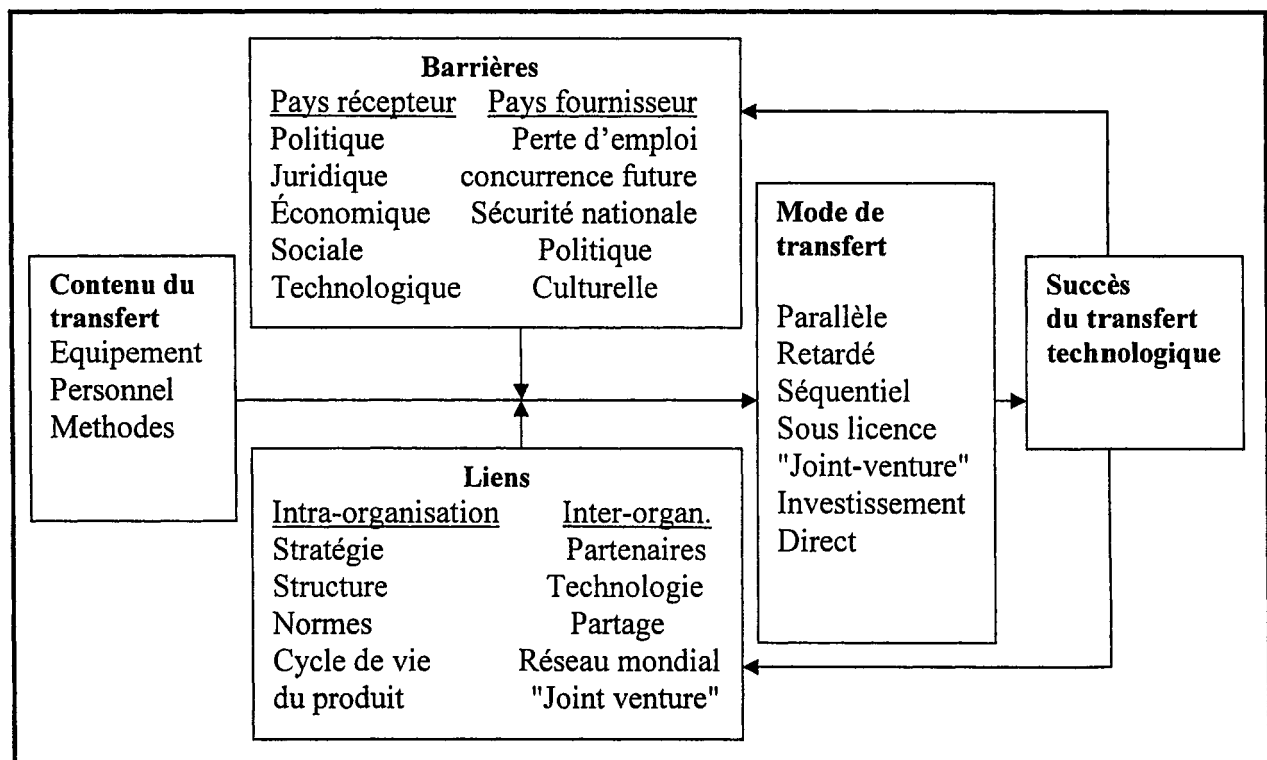 Barrières
Pays récepteur Pays fournisseur
Politique Perte d'emploi
Juridique concurrence future
Économique Sécurité nationale
Sociale Politique
Technologique Culturelle
Contenu du
transfert
Equipement
Personnel
Methodes
Liens
Intra-organisation Inter-organ.
Stratégie Partenaires
Structure Technologie
Normes Partage
Cycle de vie Réseau mondial
du produit "Joint venture"
Mode de
transfert
Parallèle
Retardé
Séquentiel
Sous licence
"Joint-venture"
Investissement
Direct
Succès
du transfert
technologique